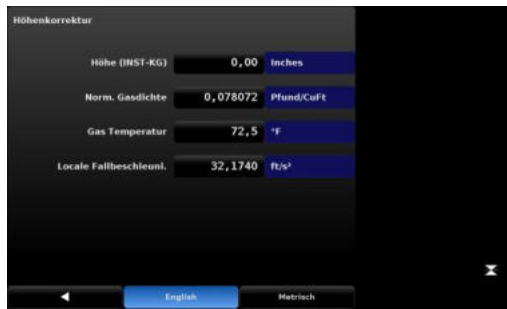 Höhenkorrektur
Höhe (INST-KG) 0,00 Inches
Norm. Gasdichte 0,078072 Pfund/CuFt
Gas Temperatur 72,5 °F
Locale Fallbeschleuni. 32,1740 ft/s²
English Metrisch